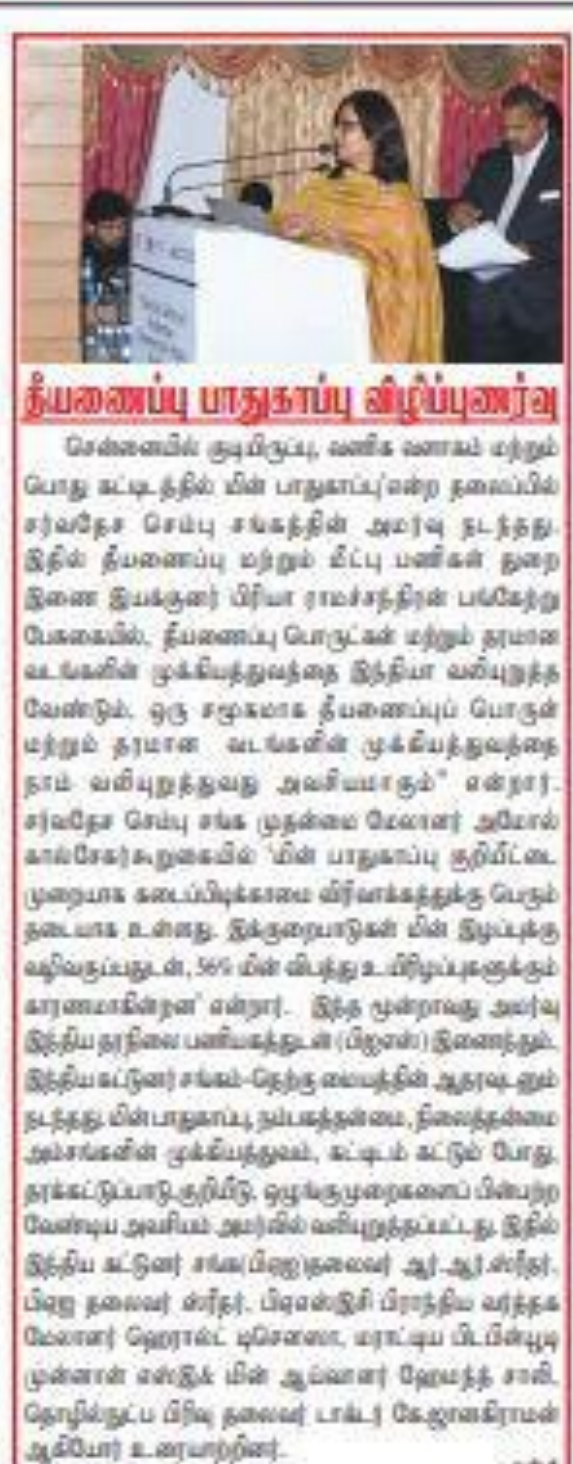 தீயணைப்பு பாதுகாப்பு விழிப்புணர்வு
சென்னையில் குடியிருப்பு, வணிக வளாகம் மற்றும்
பொது கட்டிடத்தில் மின் பாதுகாப்பு'என்ற தலைப்பில்
சர்வதேச செம்பு சங்கத்தின் அமர்வு நடந்தது.
இதில் தீயணைப்பு மற்றும் மீட்பு பணிகள் துறை
இணை இயக்குனர் பிரியா ராமச்சந்திரன் பங்கேற்று
பேசுகையில், தீயணைப்பு பொருட்கள் மற்றும் தரமான
வடங்களின் முக்கியத்துவத்தை இந்தியா வலியுறுத்த
வேண்டும். ஒரு சமூகமாக தீயணைப்புப் பொருள்
மற்றும் தரமான வடங்களின் முக்கியத்துவத்தை
நாம் வலியுறுத்துவது அவசியமாகும்" என்றார்.
சர்வதேச செம்பு சங்க முதன்மை மேலாளர் அமோல்
கால்சேகர்கூறுகையில் 'மின் பாதுகாப்பு குறியீட்டை
முறையாக கடைப்பிடிக்காமை விரிவாக்கத்துக்கு பெரும்
தடையாக உள்ளது. இக்குறைபாடுகள் மின் இழப்புக்கு
வழிவகுப்பதுடன், 56% மின் விபத்து உயிரிழப்புகளுக்கும்
காரணமாகின்றன' என்றார். இந்த மூன்றாவது அமர்வு
இந்திய தரநிலை பணியகத்துடன் (பிஐஎஸ்) இணைந்தும்,
இந்திய கட்டுனர் சங்கம்-தெற்கு மையத்தின் ஆதரவுடனும்
நடந்தது. மின் பாதுகாப்பு, நம்பகத்தன்மை, நிலைத்தன்மை
அம்சங்களின் முக்கியத்துவம், கட்டிடம் கட்டும் போது,
தரக்கட்டுப்பாடு,குறியீடு, ஒழுங்குமுறைகளைப் பின்பற்ற
வேண்டிய அவசியம் அமர்வில் வலியுறுத்தப்பட்டது. இதில்
இந்திய கட்டுனர் சங்க(பிஏஐ)தலைவர் ஆர்.ஆர்.ஸ்ரீதர்,
பிஏஐ தலைவர் ஸ்ரீதர், பிஏஎஸ்இசி பிராந்திய வர்த்தக
மேலாளர் ஹெரால்ட் டிசௌஸா, மராட்டிய பிடபிள்யூடி
முன்னாள் எஸ்இ& மின் ஆய்வாளர் ஹேமந்த் சாலி,
தொழில்நுட்ப பிரிவு தலைவர் டாக்டர் கே.ஜானகிராமன்
ஆகியோர் உரையாற்றினர்.